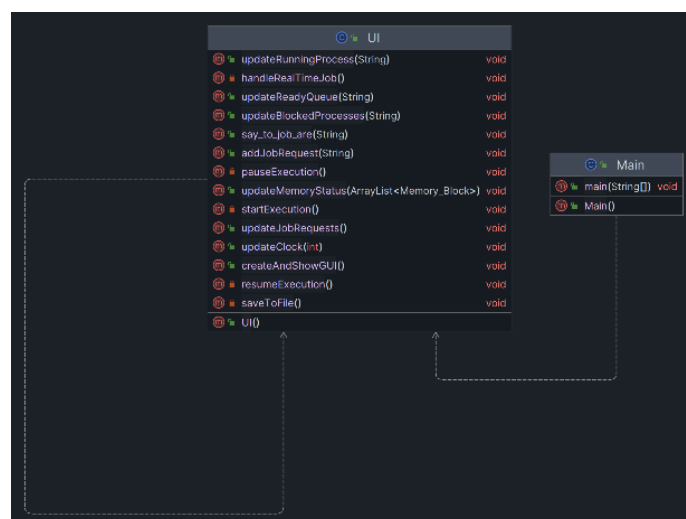 UI
updateRunningProcess(String) void
handleRealTimeJob() void
updateReadyQueue(String) void
updateBlockedProcesses(String) void
say_to_job_are(String) void
addJobRequest(String) void
pauseExecution() void
updateMemoryStatus(ArrayList<Memory_Block>) void
startExecution() void
updateJobRequests() void
updateClock(int) void
createAndShowGUI() void
resumeExecution() void
saveToFile() void
UI()
Main
main(String[]) void
Main()